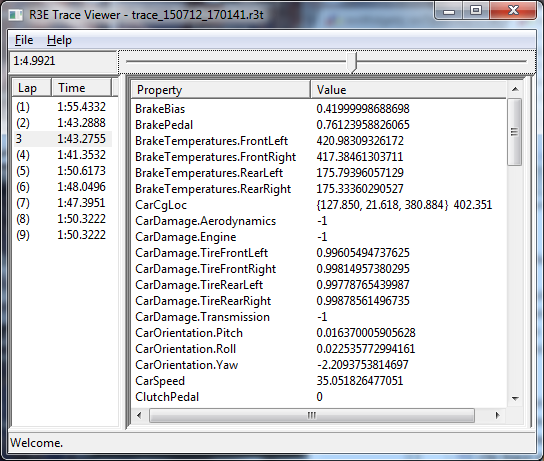 R3E Trace Viewer - trace_150712_170141.r3t
File Help
1:4.9921
Lap Time
(1) 1:55.4332
(2) 1:43.2888
3 1:43.2755
(4) 1:41.3532
(5) 1:50.6173
(6) 1:48.0496
(7) 1:47.3951
(8) 1:50.3222
(9) 1:50.3222
Property Value
BrakeBias 0.41999998688698
BrakePedal 0.76123958826065
BrakeTemperatures.FrontLeft 420.98309326172
BrakeTemperatures.FrontRight 417.38461303711
BrakeTemperatures.RearLeft 175.79396057129
BrakeTemperatures.RearRight 175.33360290527
CarCgLoc {127.850, 21.618, 380.884} 402.351
CarDamage.Aerodynamics -1
CarDamage.Engine -1
CarDamage.TireFrontLeft 0.99605494737625
CarDamage.TireFrontRight 0.99814957380295
CarDamage.TireRearLeft 0.99778765439987
CarDamage.TireRearRight 0.99878561496735
CarDamage.Transmission -1
CarOrientation.Pitch 0.016370005905628
CarOrientation.Roll 0.022535772994161
CarOrientation.Yaw -2.2093753814697
CarSpeed 35.051826477051
ClutchPedal 0
Welcome.